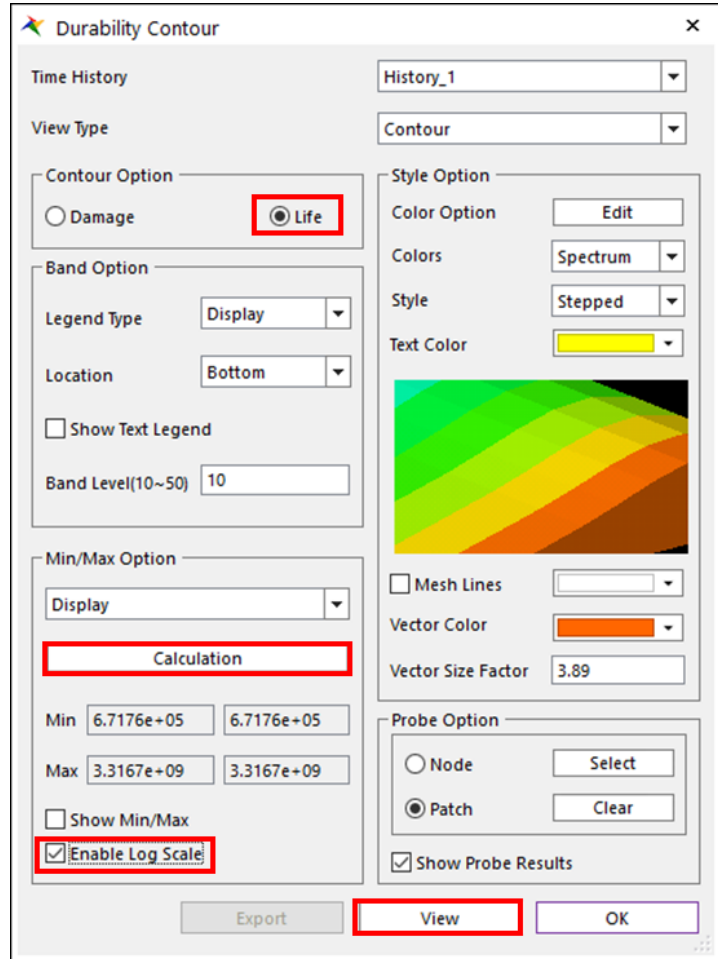 Durability Contour
Time History
History_1
View Type
Contour
Contour Option
Damage
Life
Band Option
Legend Type
Display
Location
Bottom
Show Text Legend
Band Level(10~50)
10
Min/Max Option
Display
Calculation
Min 6.7176e+05 6.7176e+05
Max 3.3167e+09 3.3167e+09
Show Min/Max
Enable Log Scale
Style Option
Color Option
Edit
Colors
Spectrum
Style
Stepped
Text Color
Mesh Lines
Vector Color
Vector Size Factor
3.89
Probe Option
Node
Select
Patch
Clear
Show Probe Results
Export
View
OK